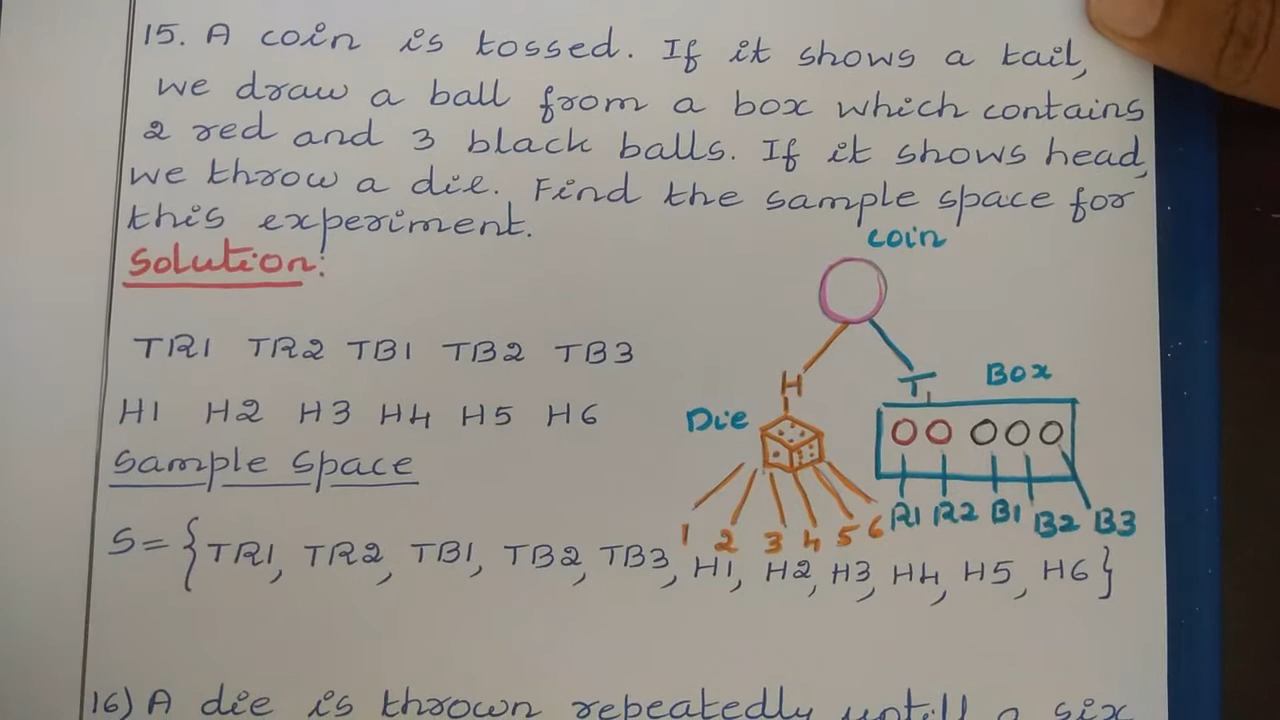 15. A coin is tossed. If it shows a tail,
we draw a ball from a box which contains
2 red and 3 black balls. If it shows head,
we throw a die. Find the sample space for
this experiment.
Solution:
coin
TR1 TR2 TB1 TB2 TB3
H T Box
H1 H2 H3 H4 H5 H6
Die
Sample Space
1 2 3 4 5 6 R1 R2 B1 B2 B3
S={TR1, TR2, TB1, TB2, TB3, H1, H2, H3, H4, H5, H6}
16) A die is thrown repeatedly untill a six